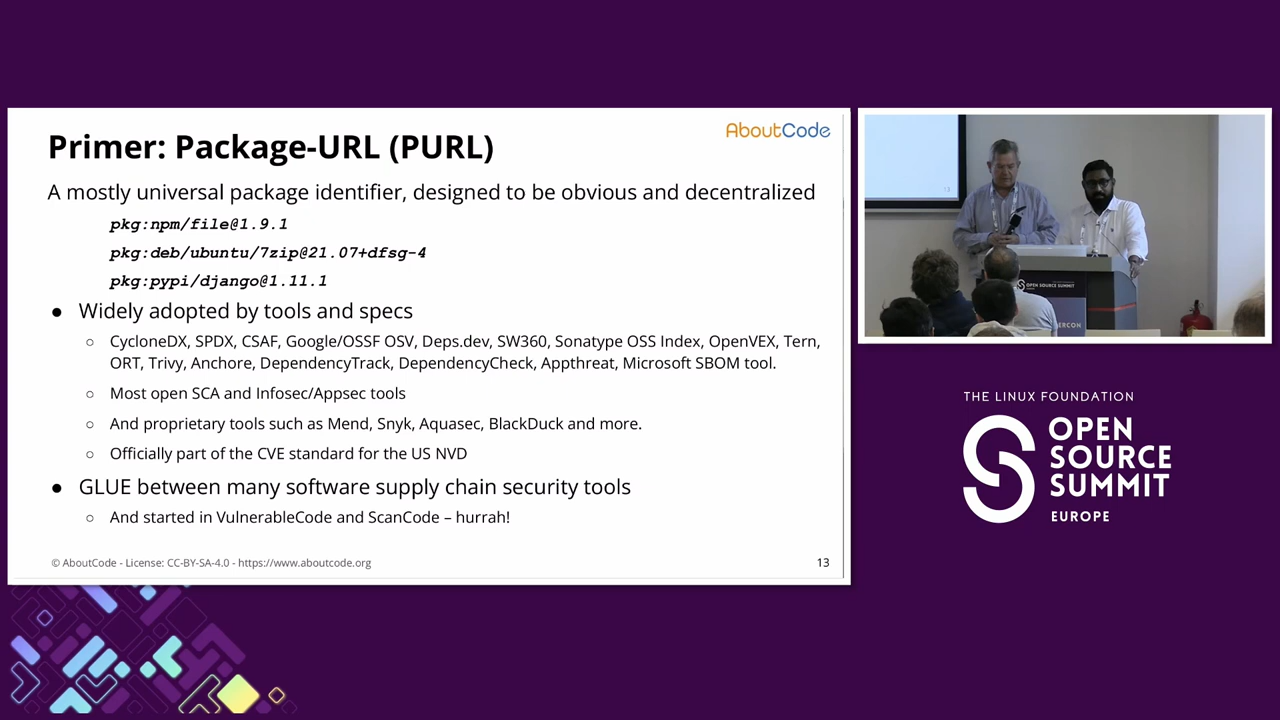 Primer: Package-URL (PURL)
AboutCode
A mostly universal package identifier, designed to be obvious and decentralized
pkg:npm/file@1.9.1
pkg:deb/ubuntu/7zip@21.07+dfsg-4
pkg:pypi/django@1.11.1
● Widely adopted by tools and specs
○ CycloneDX, SPDX, CSAF, Google/OSSF OSV, Deps.dev, SW360, Sonatype OSS Index, OpenVEX, Tern,
ORT, Trivy, Anchore, DependencyTrack, DependencyCheck, Appthreat, Microsoft SBOM tool.
○ Most open SCA and Infosec/Appsec tools
○ And proprietary tools such as Mend, Snyk, Aquasec, BlackDuck and more.
○ Officially part of the CVE standard for the US NVD
● GLUE between many software supply chain security tools
○ And started in VulnerableCode and ScanCode – hurrah!
© AboutCode - License: CC-BY-SA-4.0 - https://www.aboutcode.org
13
OPEN SOURCE SUMMIT
THE LINUX FOUNDATION
OPEN
SOURCE
SUMMIT
EUROPE